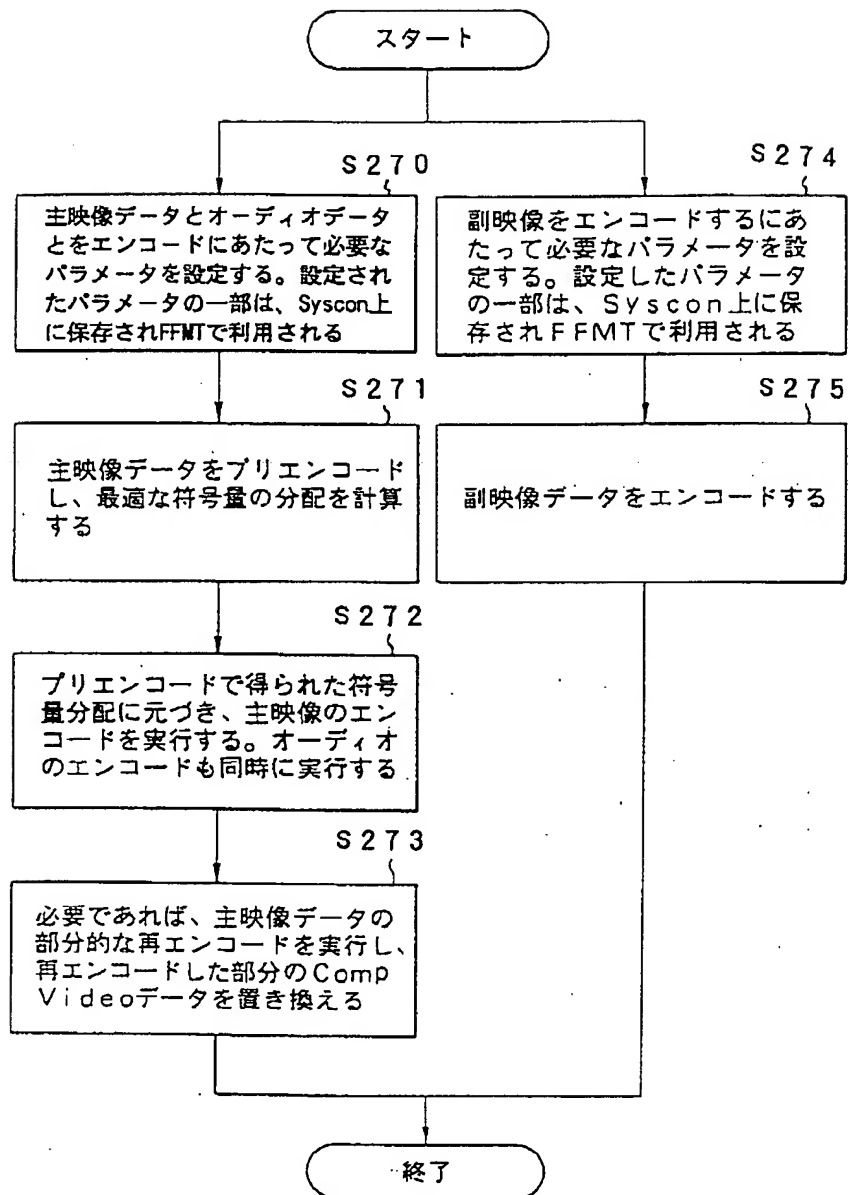 スタート
S270
主映像データとオーディオデータ
とをエンコードにあたって必要な
パラメータを設定する。設定され
たパラメータの一部は、Syscon上
に保存されFFMTで利用される
S271
主映像データをプリエンコード
し、最適な符号量の分配を計算
する
S272
プリエンコードで得られた符号
量分配に元づき、主映像のエン
コードを実行する。オーディオ
のエンコードも同時に実行する
S273
必要であれば、主映像データの
部分的な再エンコードを実行し、
再エンコードした部分のComp
Videoデータを置き換える
S274
副映像をエンコードするにあ
たって必要なパラメータを設
定する。設定したパラメータ
の一部は、Syscon上に保
存されFFMTで利用される
S275
副映像データをエンコードする
終了